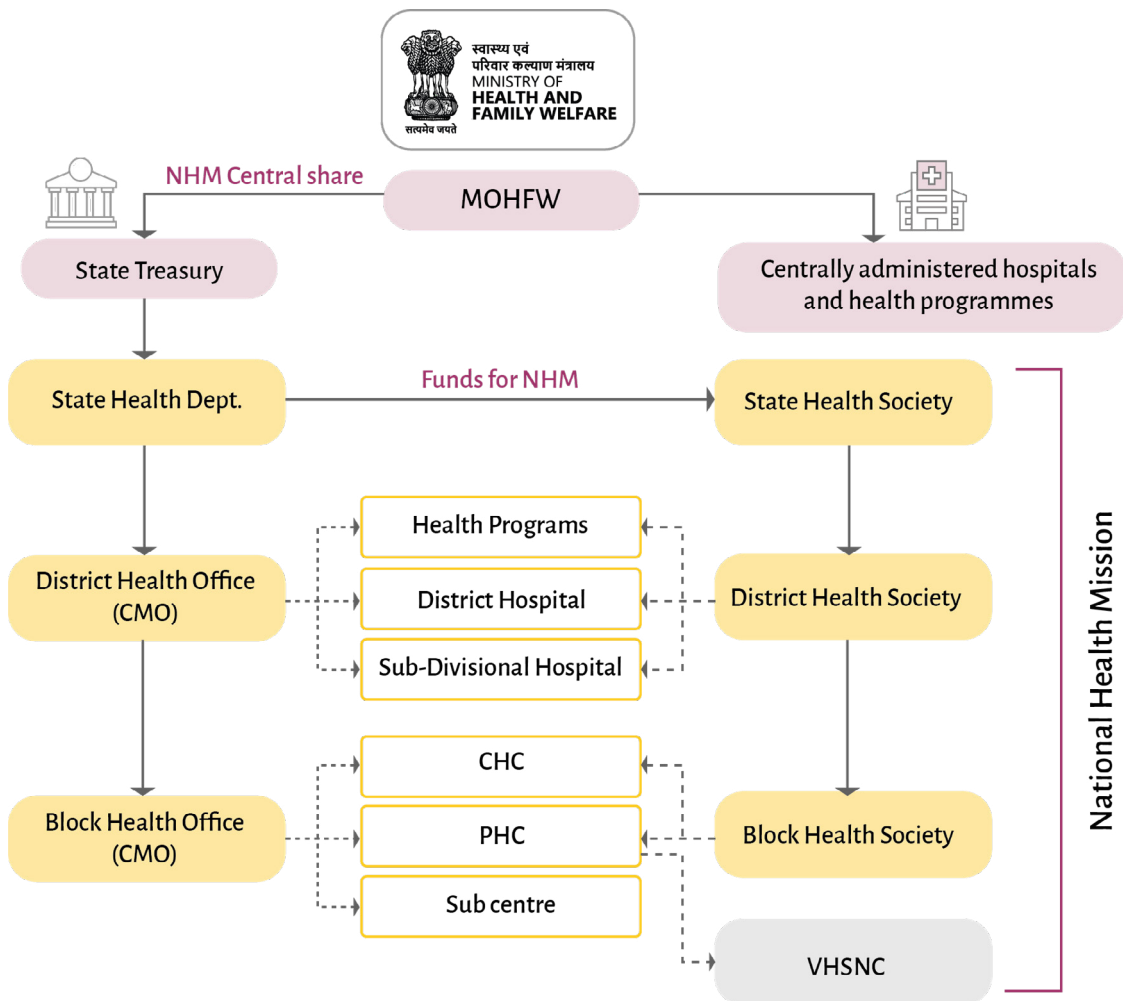 स्वास्थ्य एवं
परिवार कल्याण मंत्रालय
MINISTRY OF
HEALTH AND
FAMILY WELFARE
सत्यमेव जयते
NHM Central share
MOHFW
State Treasury
Centrally administered hospitals
and health programmes
State Health Dept.
Funds for NHM
State Health Society
Health Programs
District Health Office
(CMO)
District Hospital
District Health Society
Sub-Divisional Hospital
CHC
Block Health Office
(CMO)
PHC
Block Health Society
Sub centre
VHSNC
National Health Mission